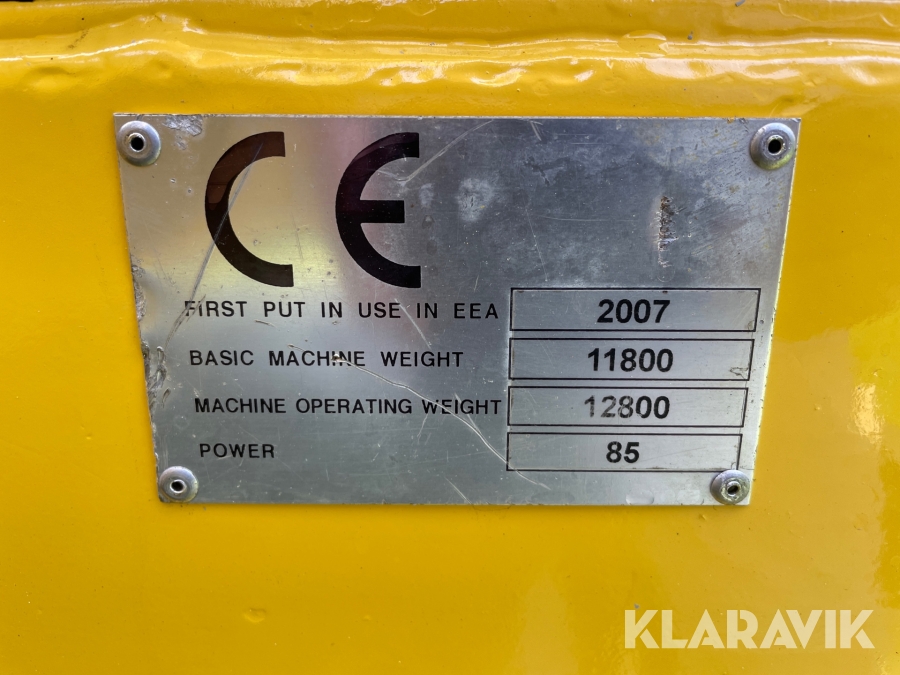 CE
FIRST PUT IN USE IN EEA 2007
BASIC MACHINE WEIGHT 11800
MACHINE OPERATING WEIGHT 12800
POWER 85
KLARAVIK